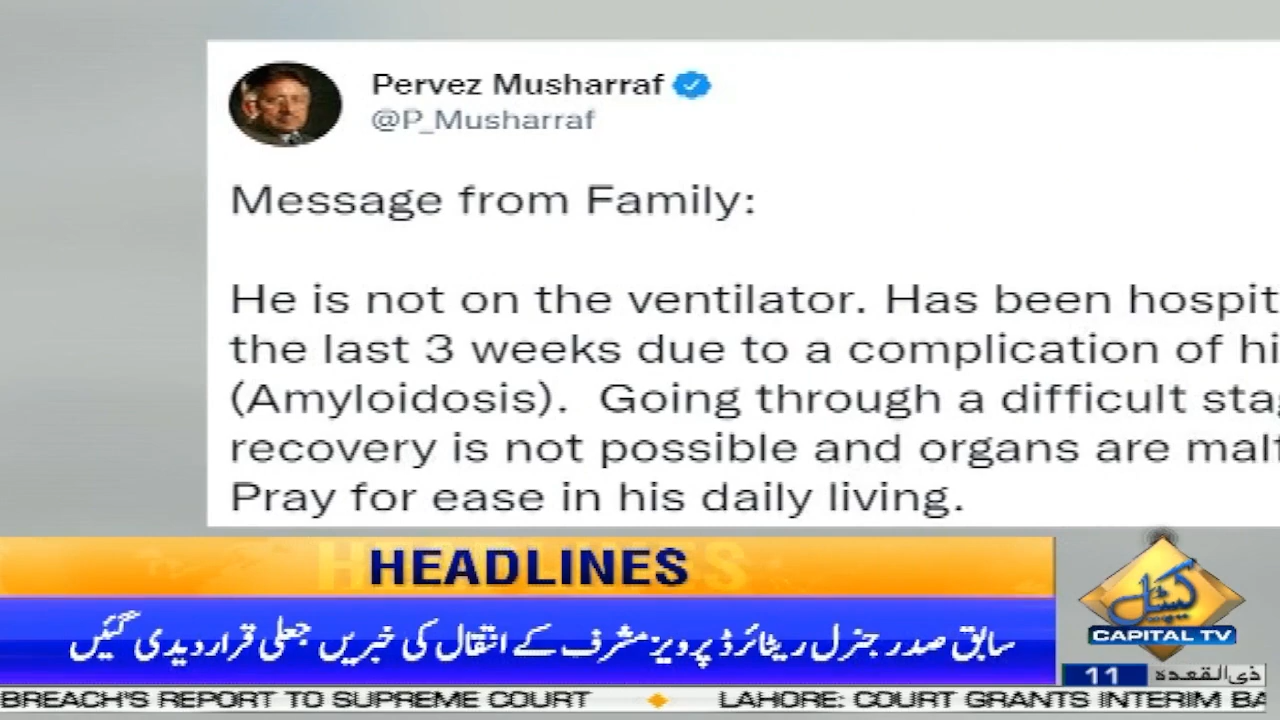 Pervez Musharraf
@P_Musharraf
Message from Family:
He is not on the ventilator. Has been hospit
the last 3 weeks due to a complication of hi
(Amyloidosis). Going through a difficult sta
recovery is not possible and organs are malf
Pray for ease in his daily living.
HEADLINES
سابق صدر جنرل ریٹائرڈ پرویز مشرف کے انتقال کی خبریں جعلی قرار دیدی گئیں
کیپٹل
CAPITAL TV
11 ذی القعدہ
BREACH'S REPORT TO SUPREME COURT
LAHORE: COURT GRANTS INTERIM BA